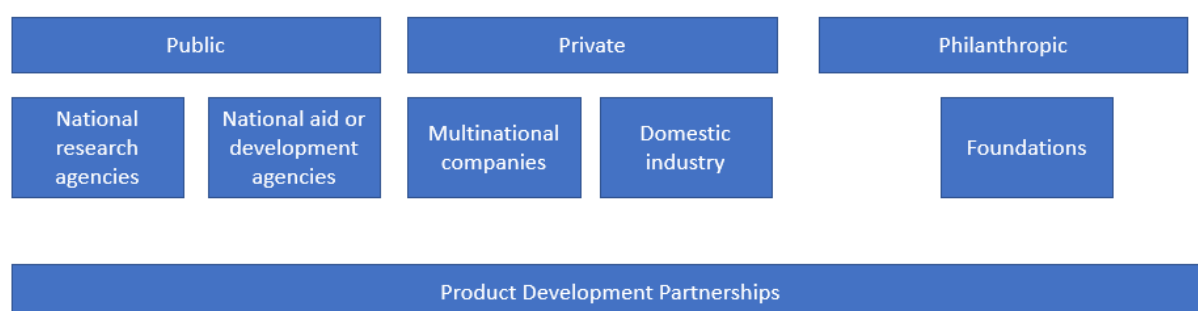 Public
Private
Philanthropic
National
research
agencies
National aid or
development
agencies
Multinational
companies
Domestic
industry
Foundations
Product Development Partnerships